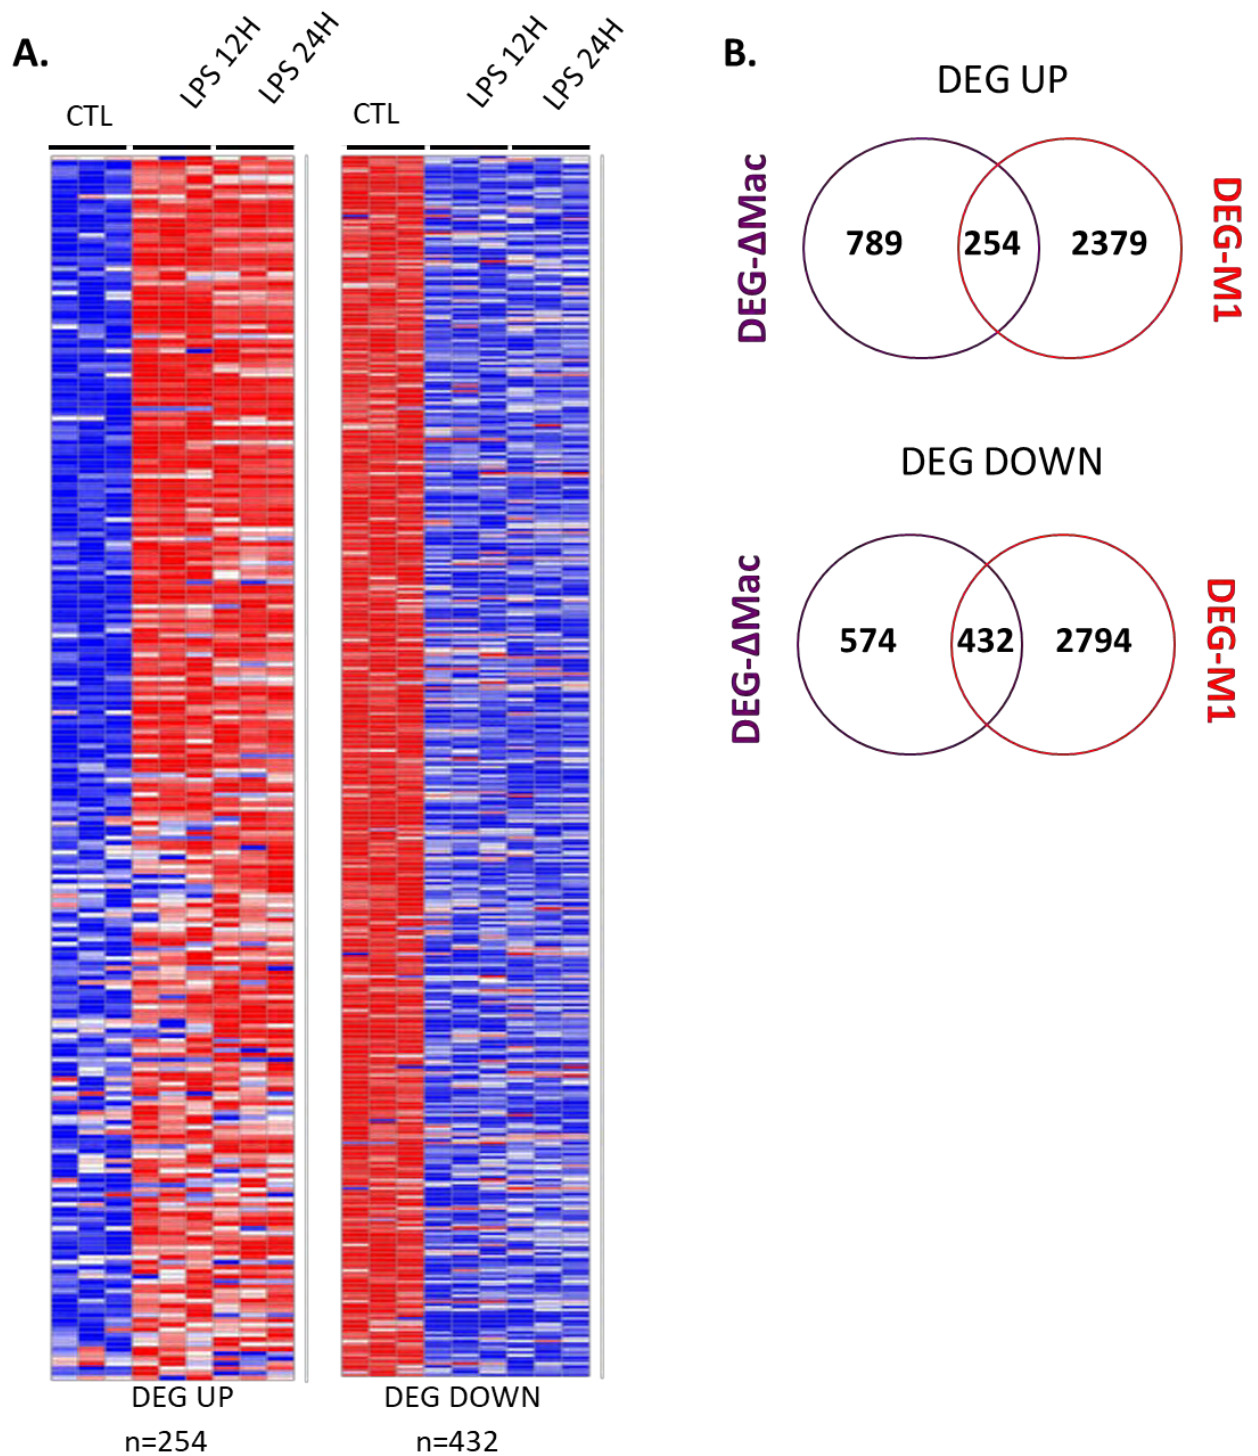 A.
CTL
LPS 12H
LPS 24H
CTL
LPS 12H
LPS 24H
DEG UP
n=254
DEG DOWN
n=432
B.
DEG UP
DEG-ΔMac
789
254
2379
DEG-M1
DEG DOWN
DEG-ΔMac
574
432
2794
DEG-M1